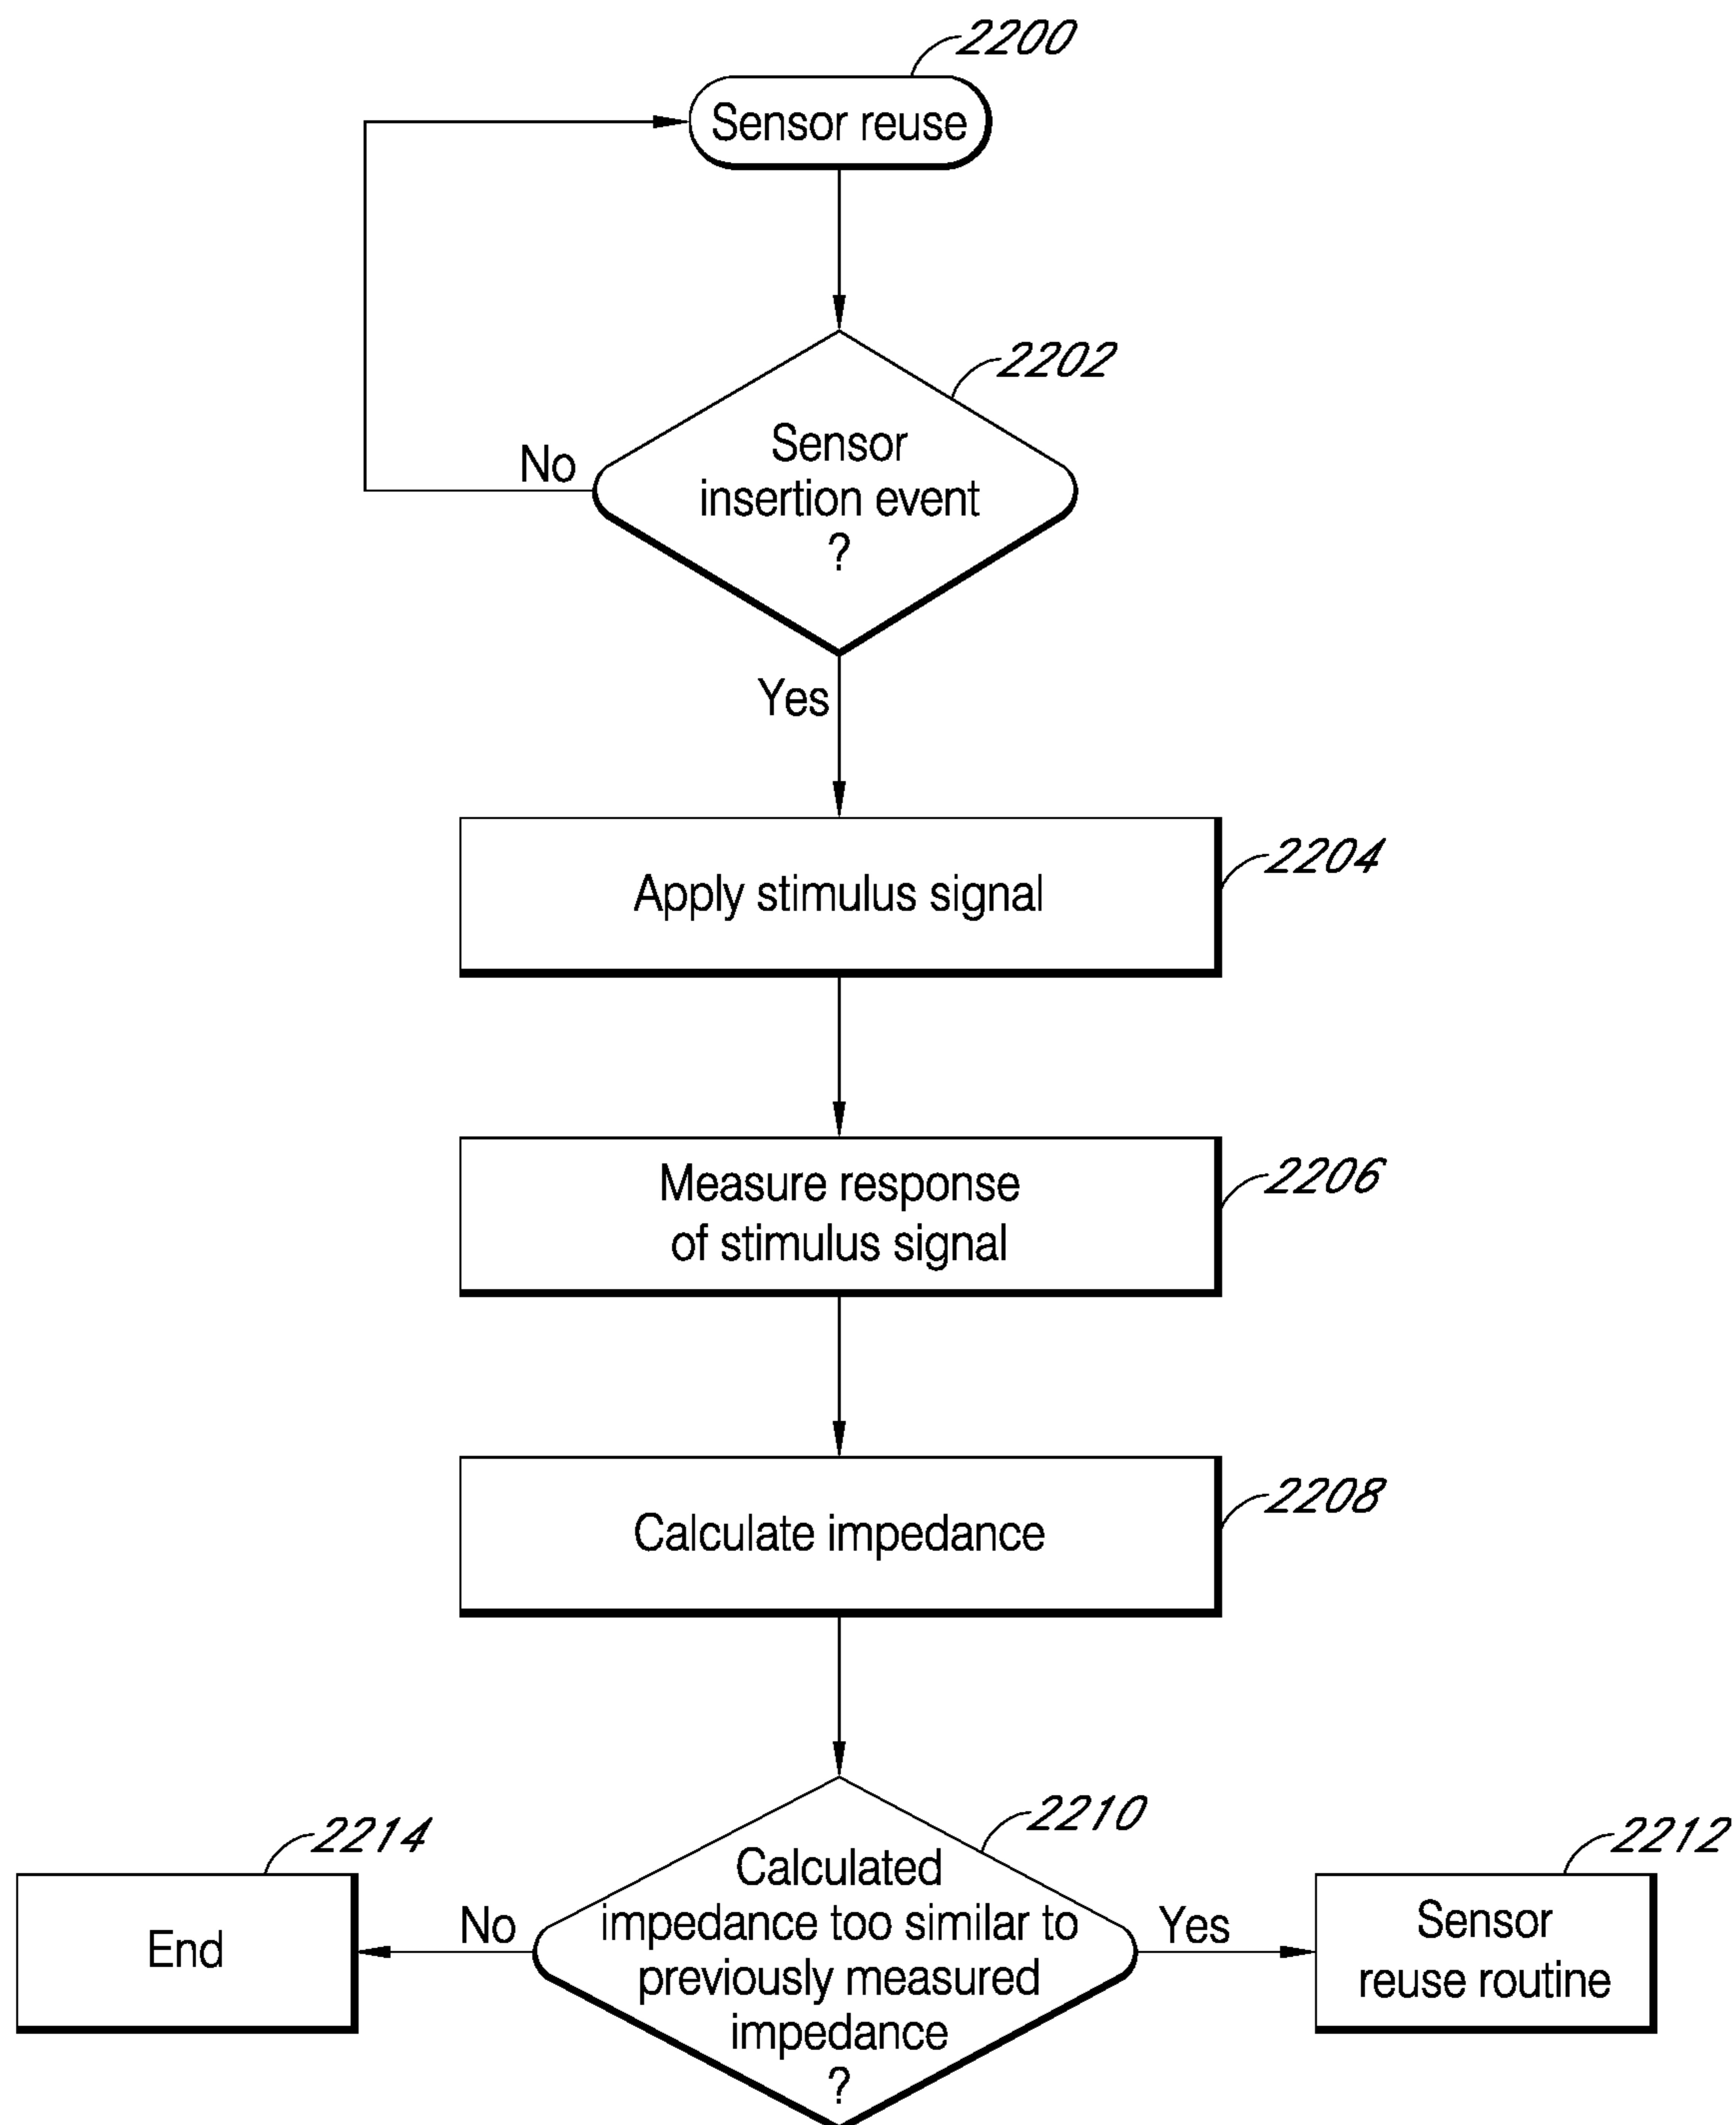 2200
Sensor reuse
2202
Sensor
insertion event
?
No
Yes
2204
Apply stimulus signal
2206
Measure response
of stimulus signal
2208
Calculate impedance
2210
Calculated
impedance too similar to
previously measured
impedance
?
No
Yes
2214
End
2212
Sensor
reuse routine